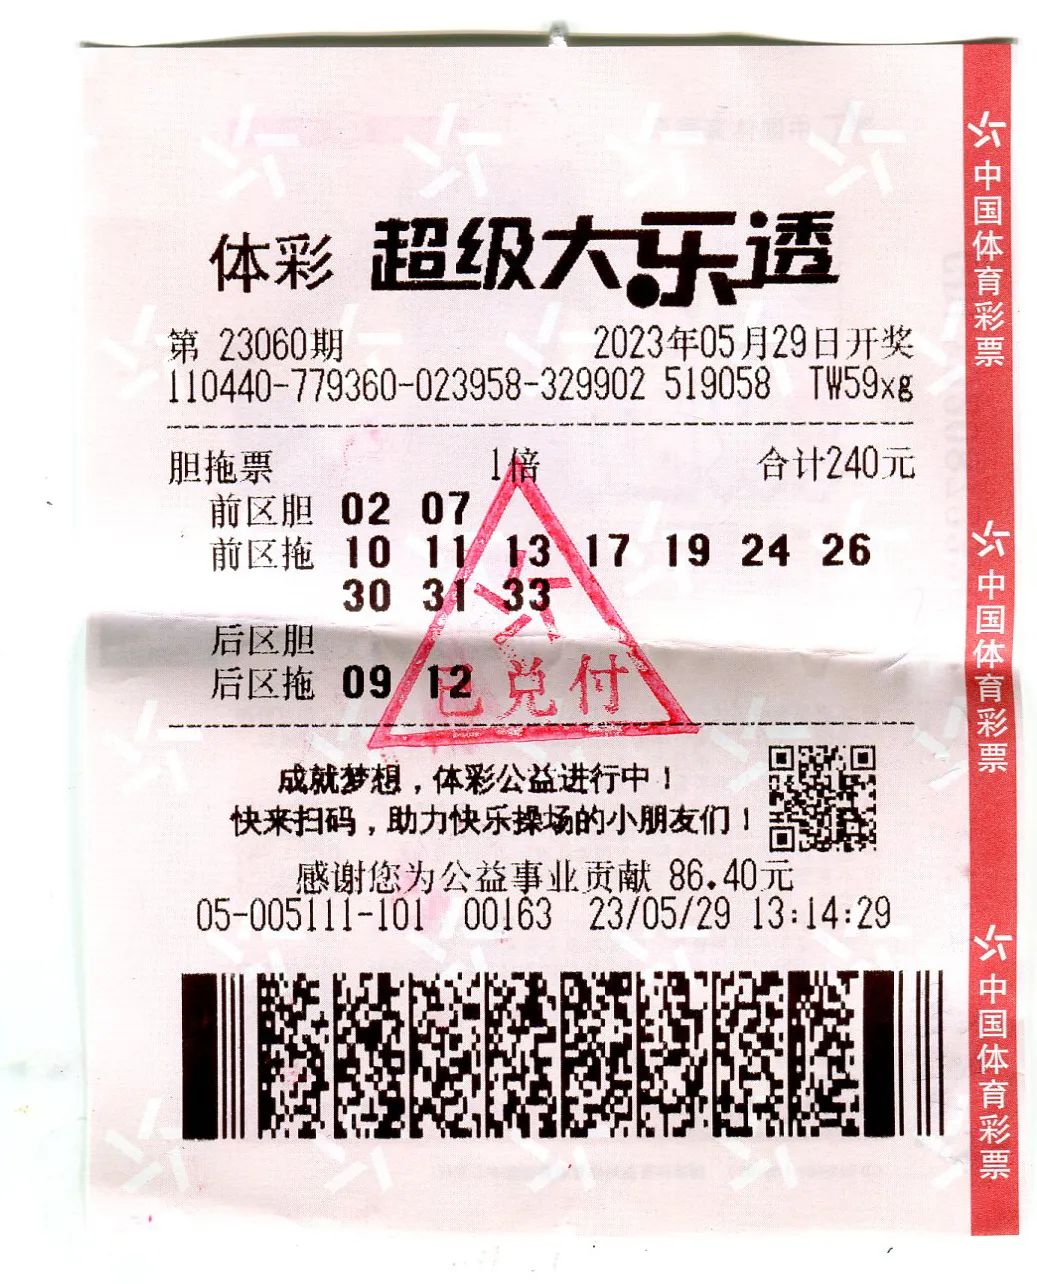 体彩 超级大乐透
第 23060期 2023年05月29日开奖
110440-779360-023958-329902 519058 TW59xg
胆拖票 1倍 合计240元
前区胆 02 07
前区拖 10 11 13 17 19 24 26
30 31 33
后区胆
后区拖 09 12
已兑付
成就梦想，体彩公益进行中！
快来扫码，助力快乐操场的小朋友们！
感谢您为公益事业贡献 86.40元
05-005111-101 00163 23/05/29 13:14:29
中国体育彩票
中国体育彩票
中国体育彩票